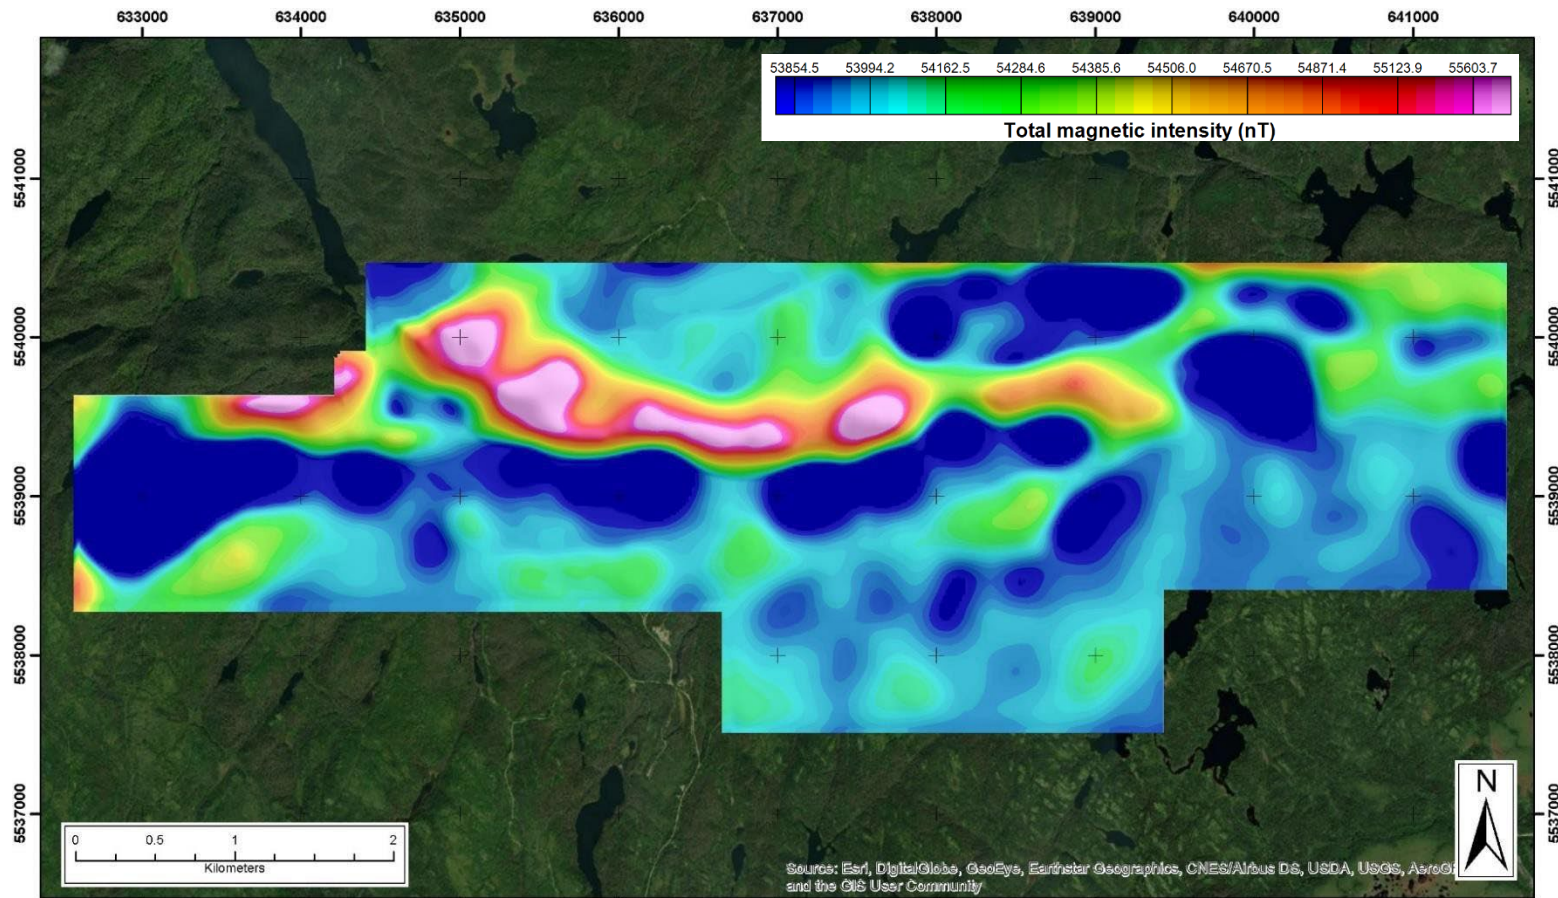 633000 634000 635000 636000 637000 638000 639000 640000 641000
53854.5 53994.2 54162.5 54284.6 54385.6 54506.0 54670.5 54871.4 55123.9 55603.7
Total magnetic intensity (nT)
5541000 5541000
5540000 5540000
5539000 5539000
5538000 5538000
5537000 5537000
N
0 0.5 1 2
Kilometers
Source: Esri, DigitalGlobe, GeoEye, Earthstar Geographics, CNES/Airbus DS, USDA, USGS,
and the GIS User Community